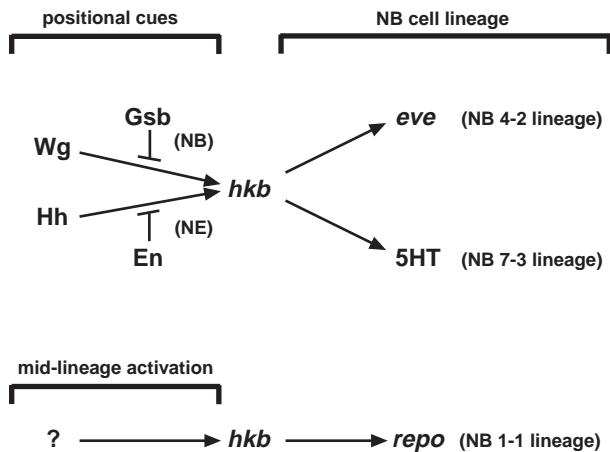 positional cues
NB cell lineage
Gsb
(NB)
Wg
hkb
eve (NB 4-2 lineage)
Hh
(NE)
En
5HT (NB 7-3 lineage)
mid-lineage activation
? hkb repo (NB 1-1 lineage)